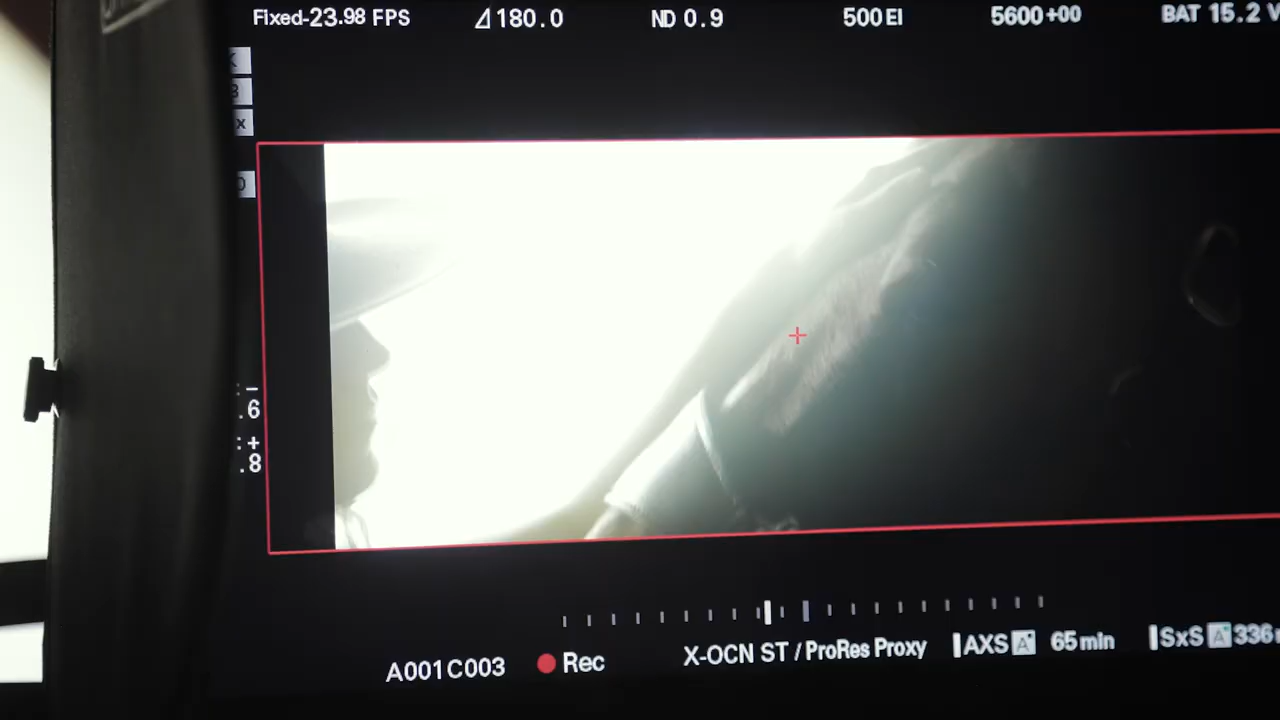 Fixed-23.98 FPS ⊿180.0 ND 0.9 500 EI 5600+00 BAT 15.2 V
x
.6
.8
A001C003 Rec X-OCN ST / ProRes Proxy AXS A 65 min SxS A 336